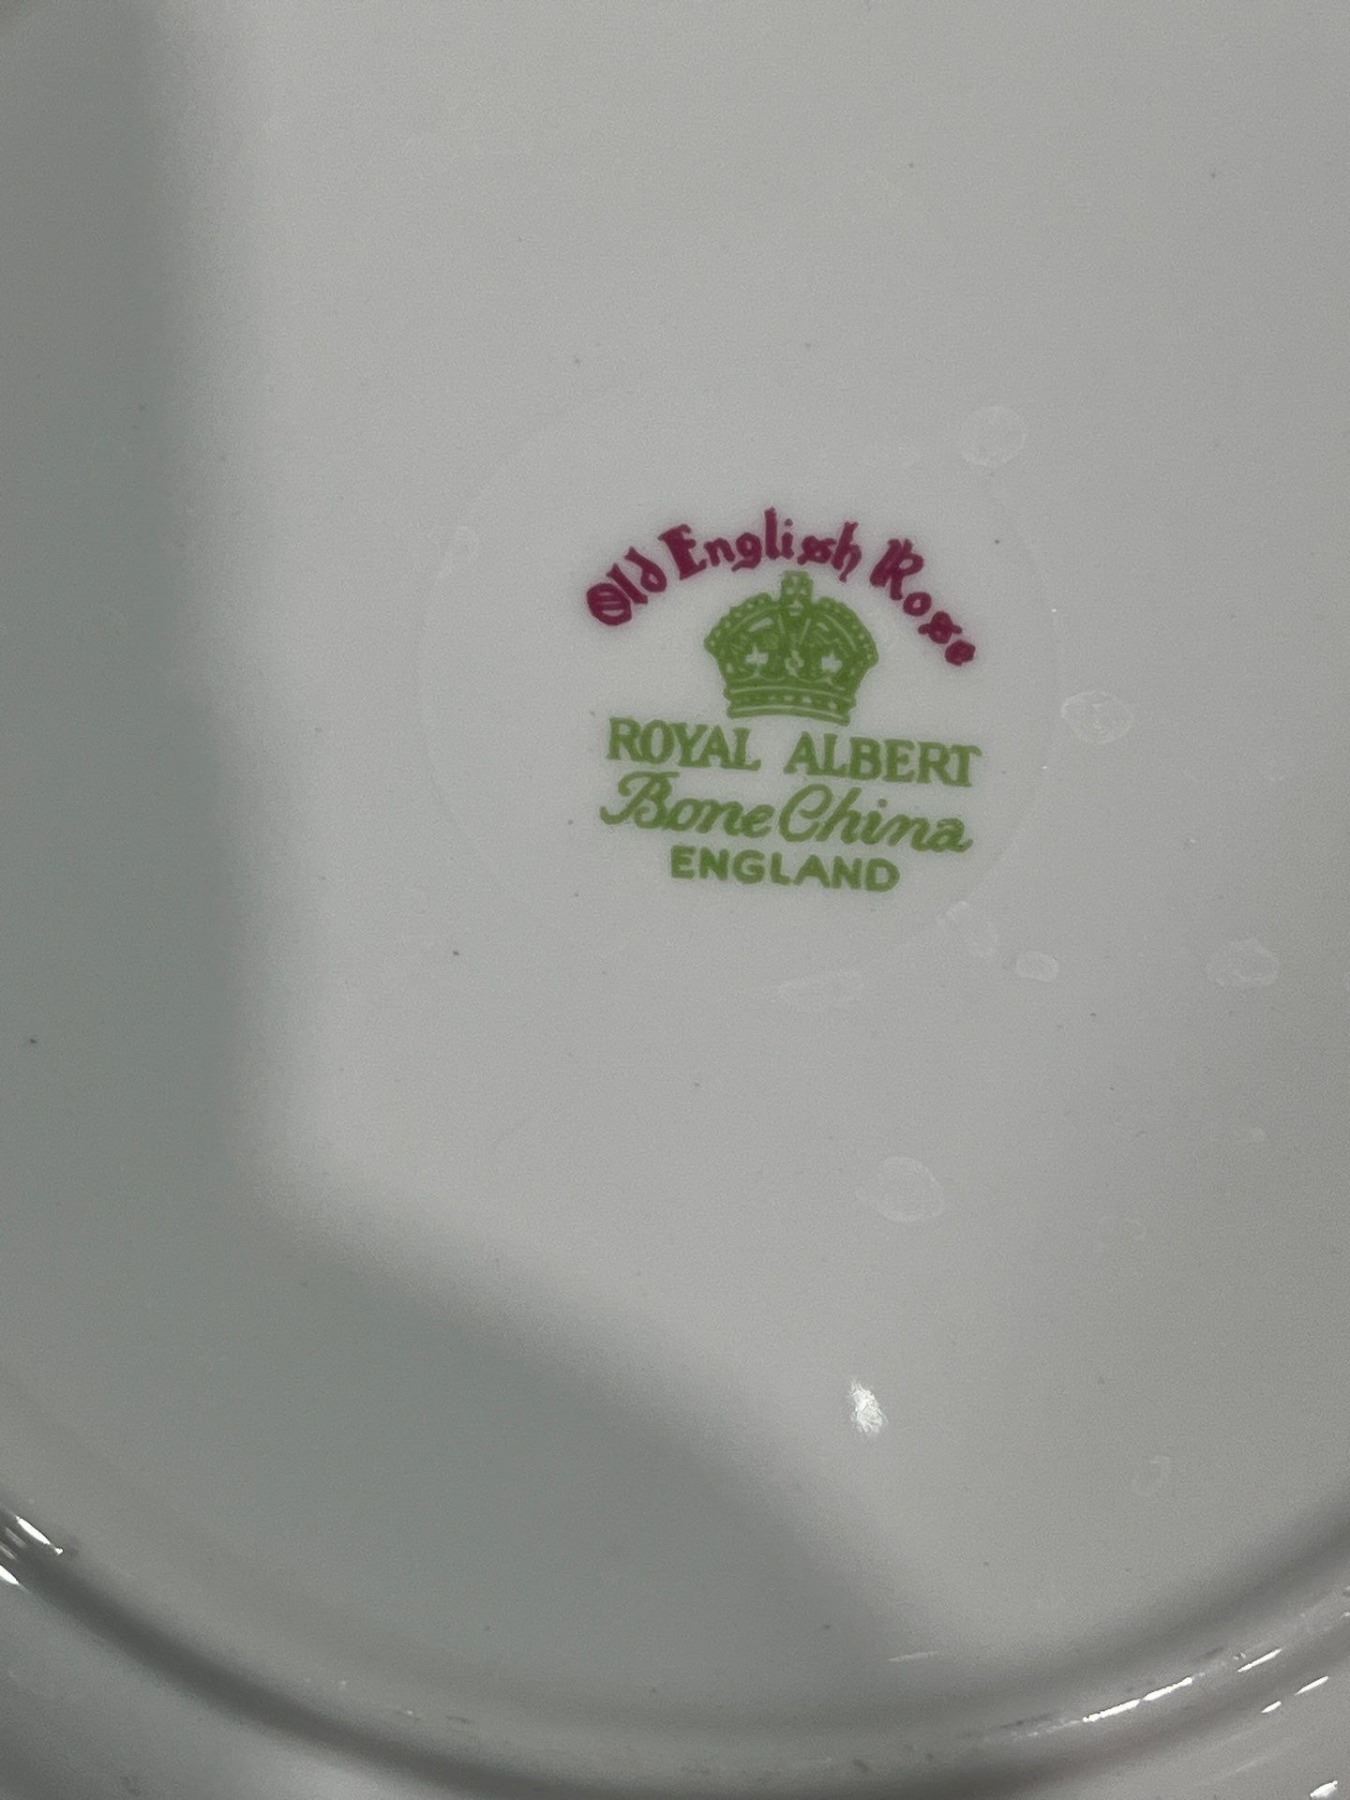 Old English Rose
ROYAL ALBERT
Bone China
ENGLAND